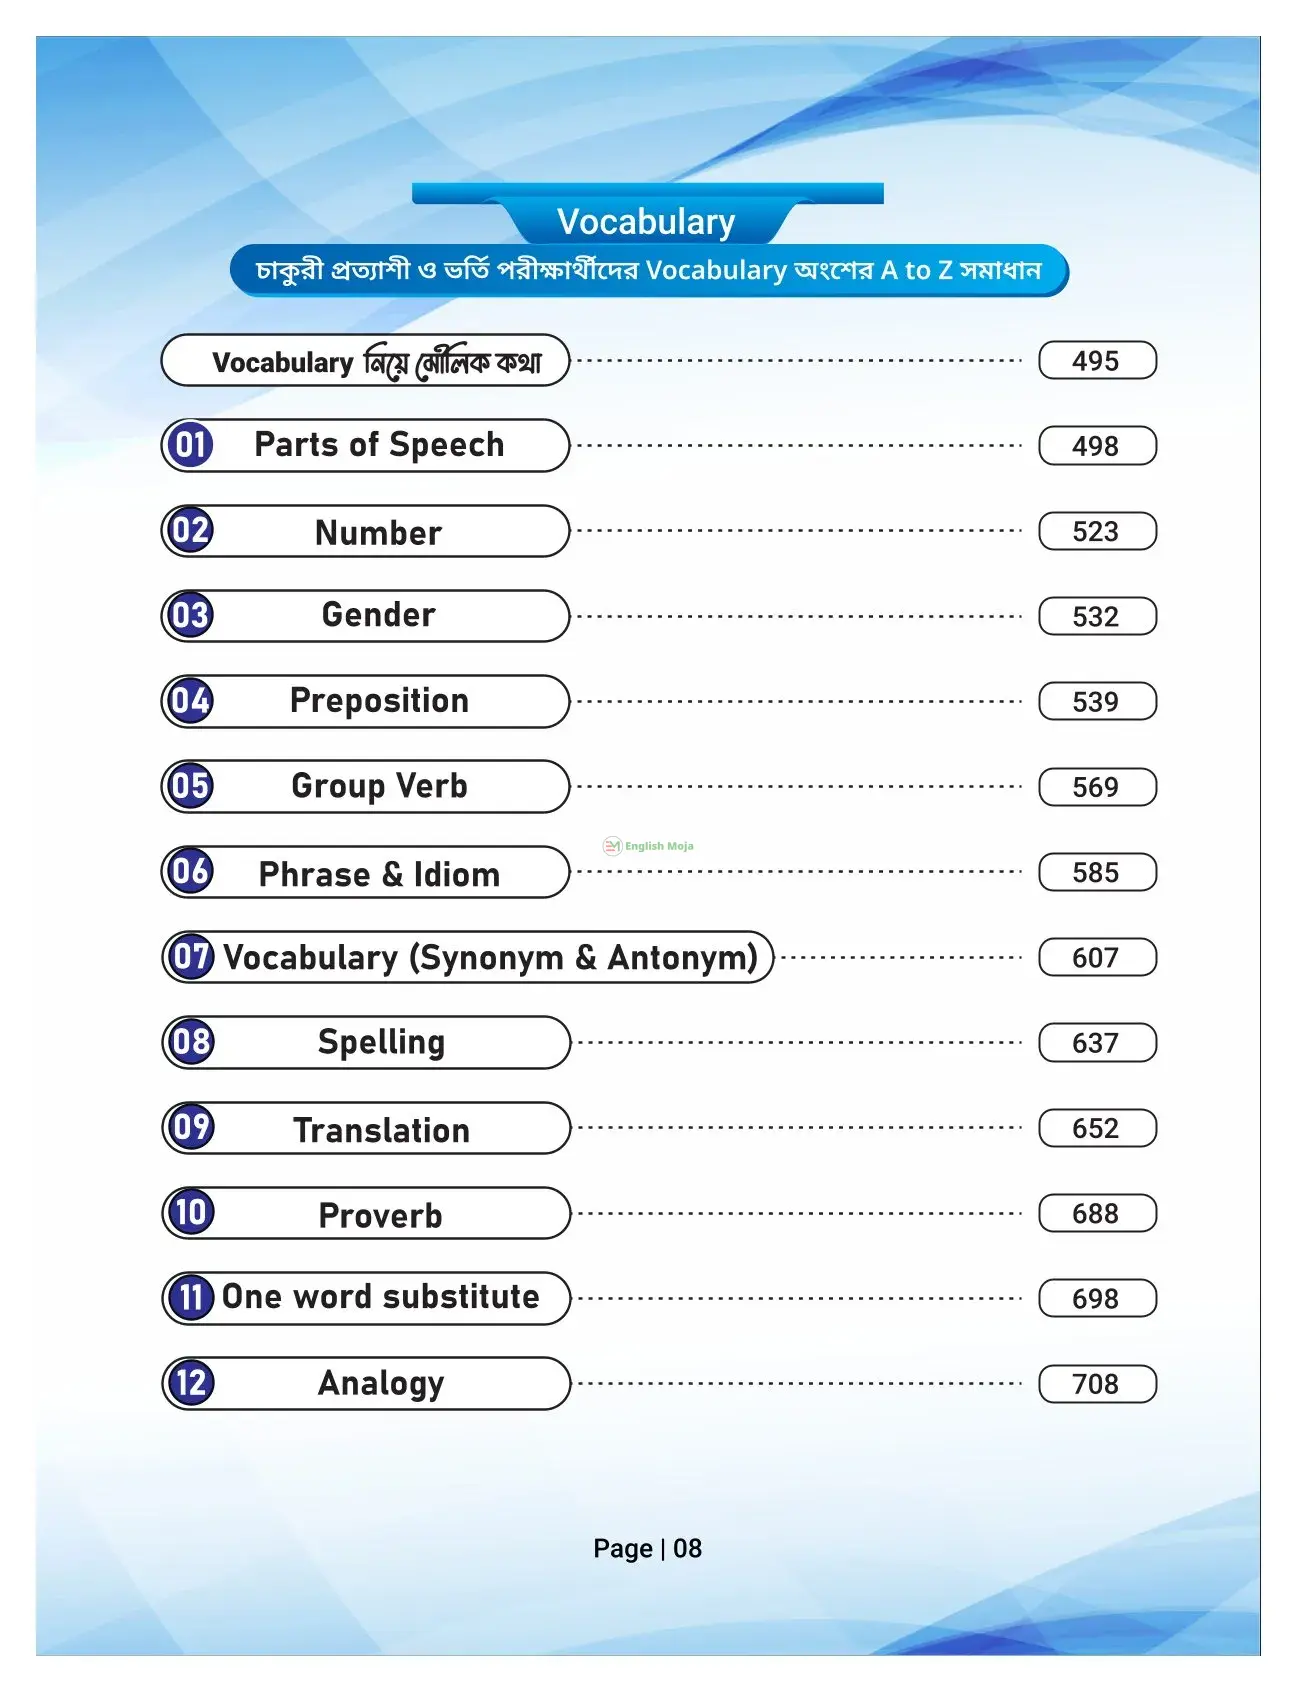 Vocabulary
চাকুরী প্রত্যাশী ও ভর্তি পরীক্ষার্থীদের Vocabulary অংশের A to Z সমাধান
Vocabulary নিয়ে মৌলিক কথা 495
01 Parts of Speech 498
02 Number 523
03 Gender 532
04 Preposition 539
05 Group Verb 569
English Moja
06 Phrase & Idiom 585
07 Vocabulary (Synonym & Antonym) 607
08 Spelling 637
09 Translation 652
10 Proverb 688
11 One word substitute 698
12 Analogy 708
Page | 08